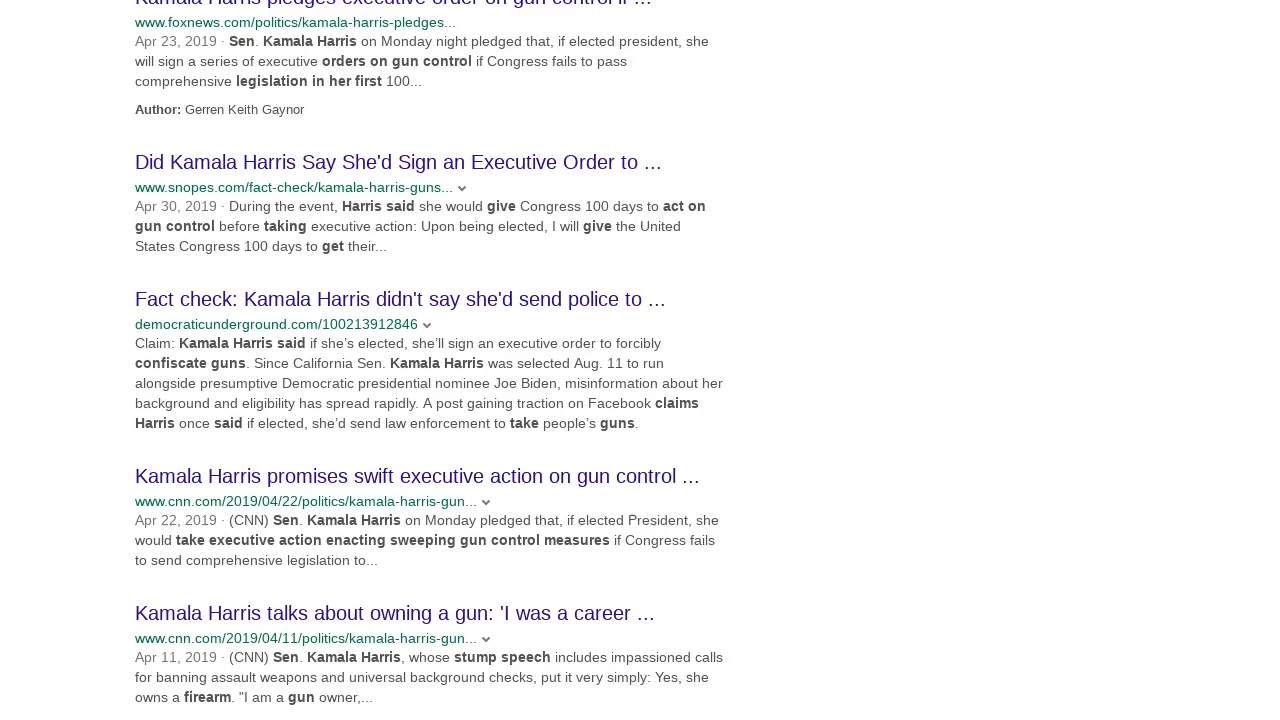 Kamala Harris pledges executive order on gun control if ...
www.foxnews.com/politics/kamala-harris-pledges...
Apr 23, 2019 · Sen. Kamala Harris on Monday night pledged that, if elected president, she
will sign a series of executive orders on gun control if Congress fails to pass
comprehensive legislation in her first 100...
Author: Gerren Keith Gaynor
Did Kamala Harris Say She'd Sign an Executive Order to ...
www.snopes.com/fact-check/kamala-harris-guns...
Apr 30, 2019 · During the event, Harris said she would give Congress 100 days to act on
gun control before taking executive action: Upon being elected, I will give the United
States Congress 100 days to get their...
Fact check: Kamala Harris didn't say she'd send police to ...
democraticunderground.com/100213912846
Claim: Kamala Harris said if she’s elected, she’ll sign an executive order to forcibly
confiscate guns. Since California Sen. Kamala Harris was selected Aug. 11 to run
alongside presumptive Democratic presidential nominee Joe Biden, misinformation about her
background and eligibility has spread rapidly. A post gaining traction on Facebook claims
Harris once said if elected, she’d send law enforcement to take people’s guns.
Kamala Harris promises swift executive action on gun control ...
www.cnn.com/2019/04/22/politics/kamala-harris-gun...
Apr 22, 2019 · (CNN) Sen. Kamala Harris on Monday pledged that, if elected President, she
would take executive action enacting sweeping gun control measures if Congress fails
to send comprehensive legislation to...
Kamala Harris talks about owning a gun: 'I was a career ...
www.cnn.com/2019/04/11/politics/kamala-harris-gun...
Apr 11, 2019 · (CNN) Sen. Kamala Harris, whose stump speech includes impassioned calls
for banning assault weapons and universal background checks, put it very simply: Yes, she
owns a firearm. "I am a gun owner,...